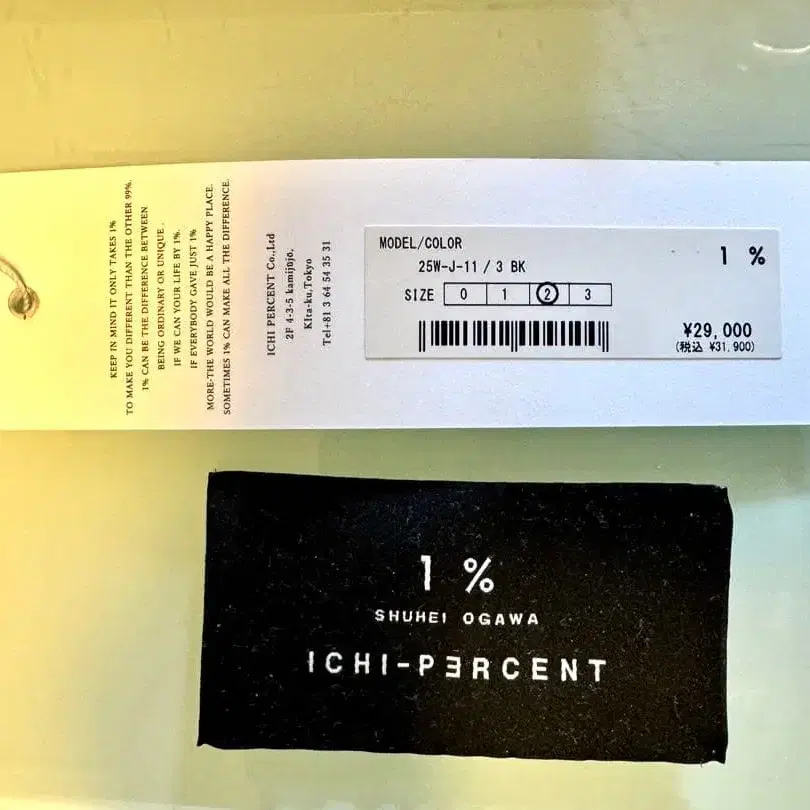 KEEP IN MIND IT ONLY TAKES 1%
TO MAKE YOU DIFFERENT THAN THE OTHER 99%.
1% CAN BE THE DIFFERENCE BETWEEN
BEING ORDINARY OR UNIQUE .
IF WE CAN YOUR LIFE BY 1%.
IF EVERYBODY GAVE JUST 1%
MORE-THE WORLD WOULD BE A HAPPY PLACE.
SOMETIMES 1% CAN MAKE ALL THE DIFFERENCE.
ICHI PERCENT Co.,Ltd
2F 4-3-5 kamijūjo,
KIta-ku,Tokyo
Tel+81 3 64 54 35 31
MODEL/COLOR
1 %
25W-J-11 / 3 BK
SIZE 0 1 2 3
¥29,000
(税込 ¥31,900)
1 %
SHUHEI OGAWA
ICHI-PƎRCENT